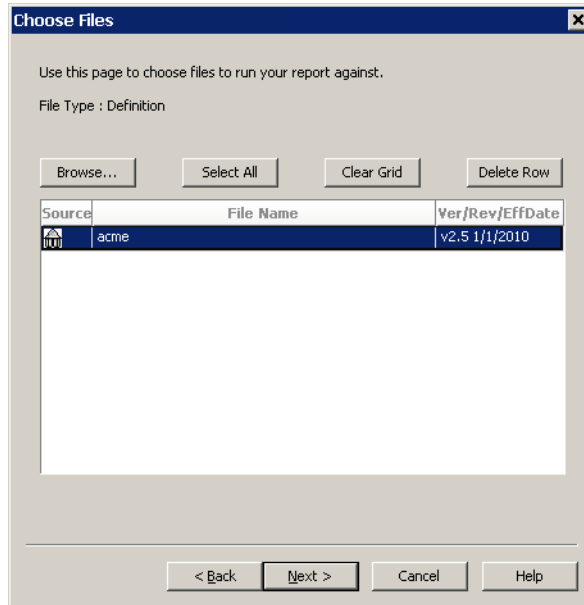 Choose Files
Use this page to choose files to run your report against.
File Type : Definition
Browse... Select All Clear Grid Delete Row
Source File Name Ver/Rev/EffDate
acme v2.5 1/1/2010
< Back Next > Cancel Help